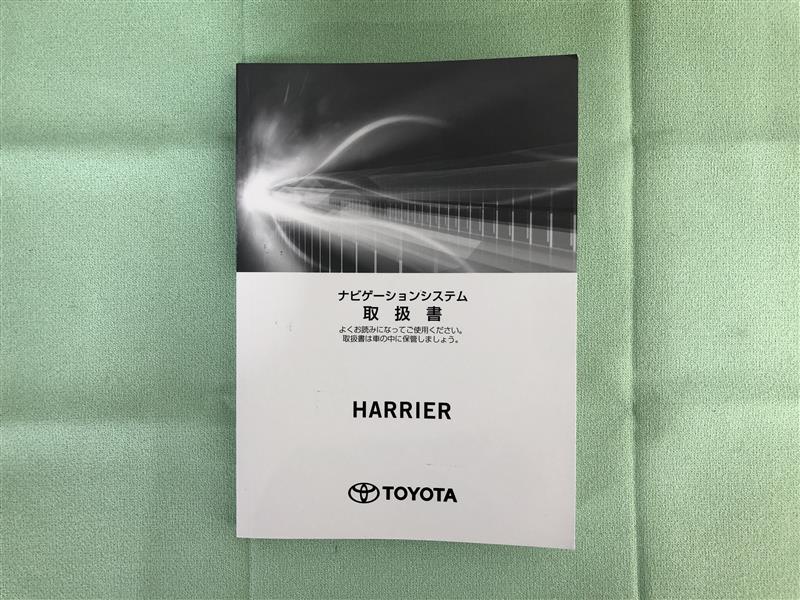 ナビゲーションシステム
取扱書
よくお読みになってご使用ください。
取扱書は車の中に保管しましょう。
HARRIER
TOYOTA